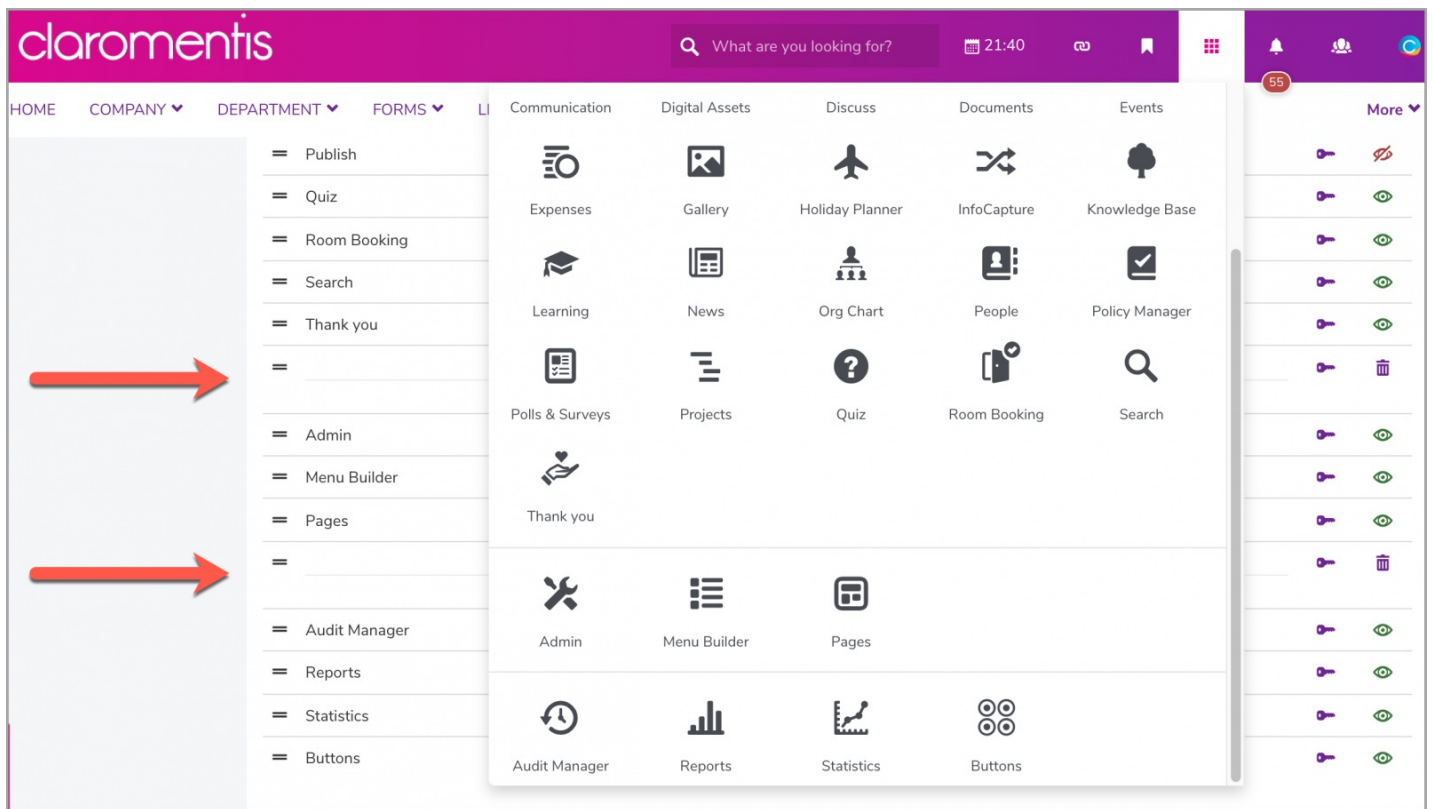 claromentis
What are you looking for?
21:40
55
HOME
COMPANY
DEPARTMENT
FORMS
More
Communication
Digital Assets
Discuss
Documents
Events
Publish
Quiz
Room Booking
Search
Thank you
Admin
Menu Builder
Pages
Audit Manager
Reports
Statistics
Buttons
Expenses
Gallery
Holiday Planner
InfoCapture
Knowledge Base
Learning
News
Org Chart
People
Policy Manager
Polls & Surveys
Projects
Quiz
Room Booking
Search
Thank you
Admin
Menu Builder
Pages
Audit Manager
Reports
Statistics
Buttons